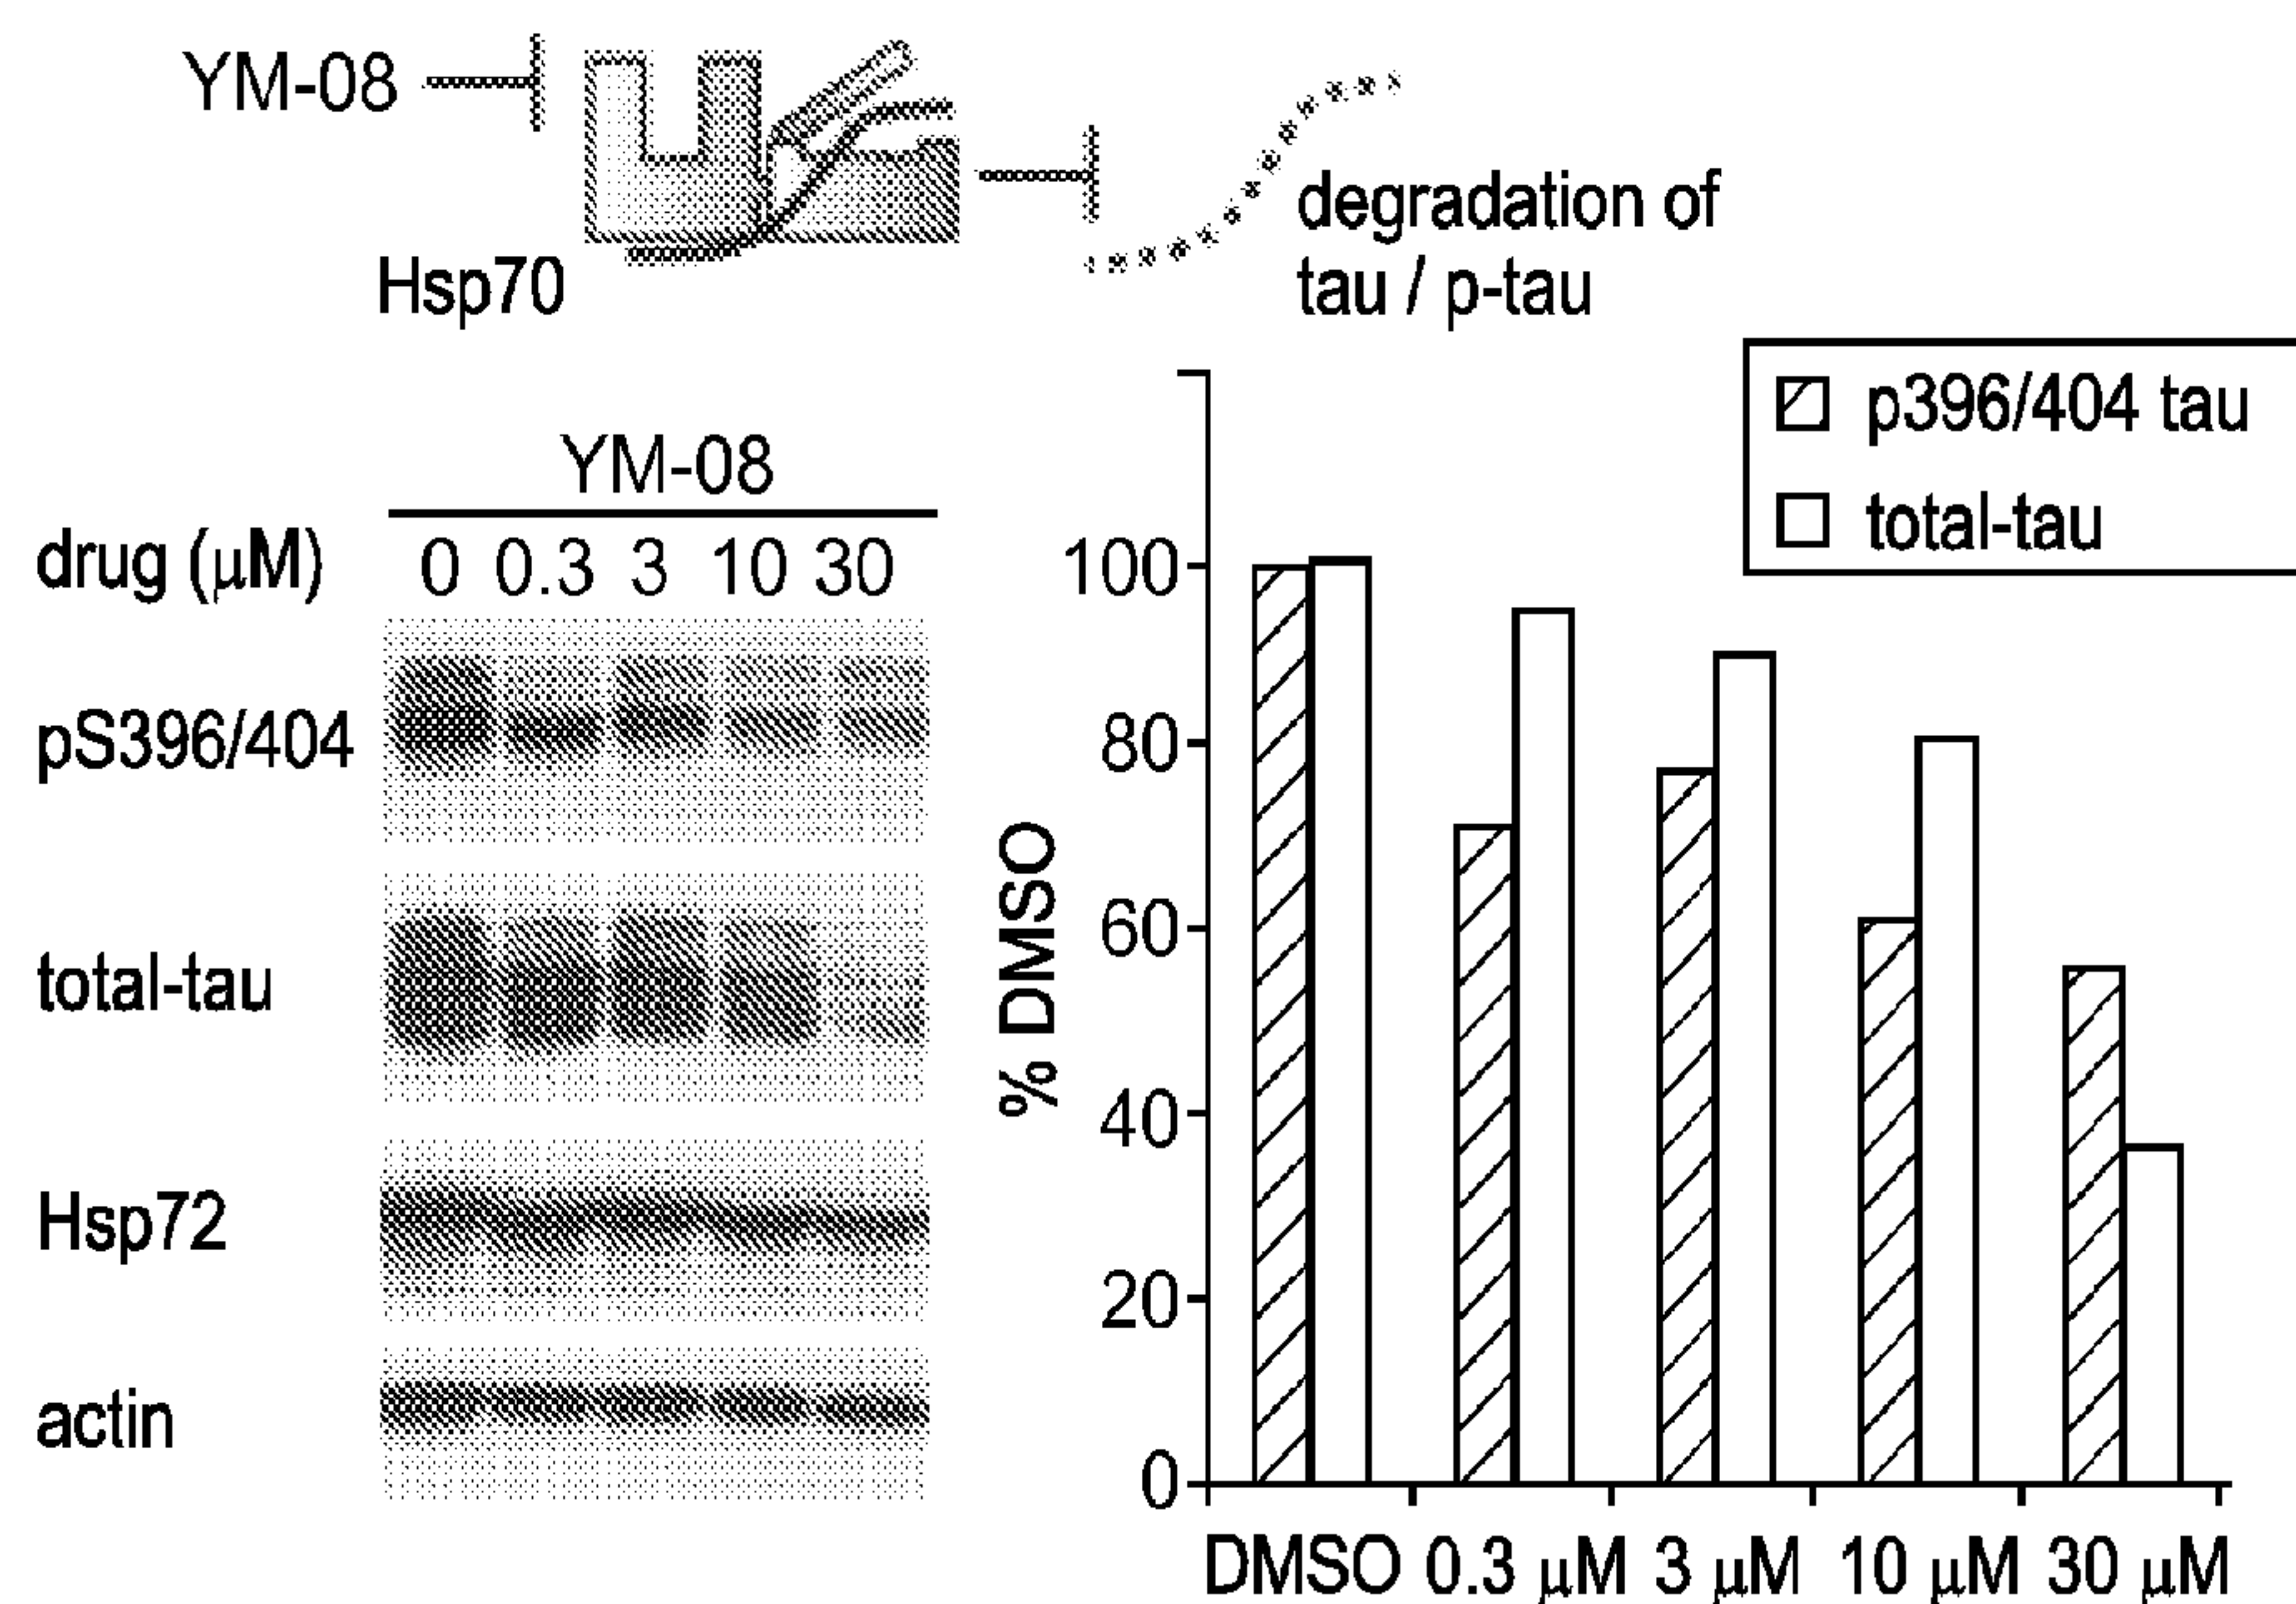 YM-08
Hsp70
degradation of
tau / p-tau
YM-08
drug (μM) 0 0.3 3 10 30
pS396/404
total-tau
Hsp72
actin
p396/404 tau
total-tau
% DMSO
100
80
60
40
20
0
DMSO 0.3 μM 3 μM 10 μM 30 μM